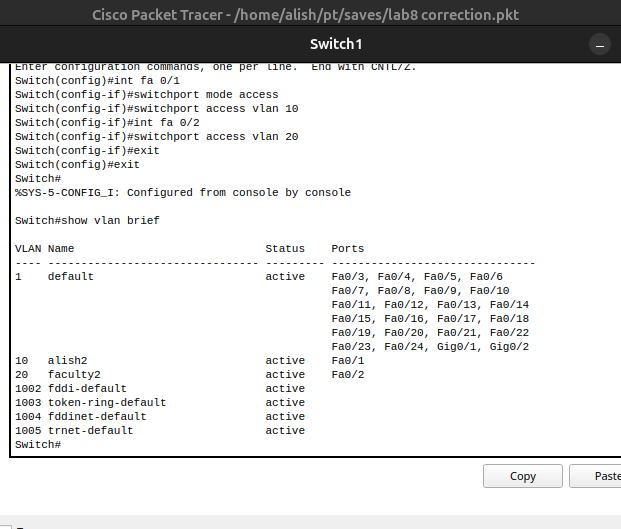 Cisco Packet Tracer - /home/alish/pt/saves/lab8 correction.pkt
Switch1
Enter configuration commands, one per line.  End with CNTL/Z.
Switch(config)#int fa 0/1
Switch(config-if)#switchport mode access
Switch(config-if)#switchport access vlan 10
Switch(config-if)#int fa 0/2
Switch(config-if)#switchport access vlan 20
Switch(config-if)#exit
Switch(config)#exit
Switch#
%SYS-5-CONFIG_I: Configured from console by console
Switch#show vlan brief
VLAN Name                             Status    Ports
---- -------------------------------- --------- -------------------------------
1    default                          active    Fa0/3, Fa0/4, Fa0/5, Fa0/6
                                                Fa0/7, Fa0/8, Fa0/9, Fa0/10
                                                Fa0/11, Fa0/12, Fa0/13, Fa0/14
                                                Fa0/15, Fa0/16, Fa0/17, Fa0/18
                                                Fa0/19, Fa0/20, Fa0/21, Fa0/22
                                                Fa0/23, Fa0/24, Gig0/1, Gig0/2
10   alish2                           active    Fa0/1
20   faculty2                         active    Fa0/2
1002 fddi-default                     active
1003 token-ring-default               active
1004 fddinet-default                  active
1005 trnet-default                    active
Switch#
Copy
Paste